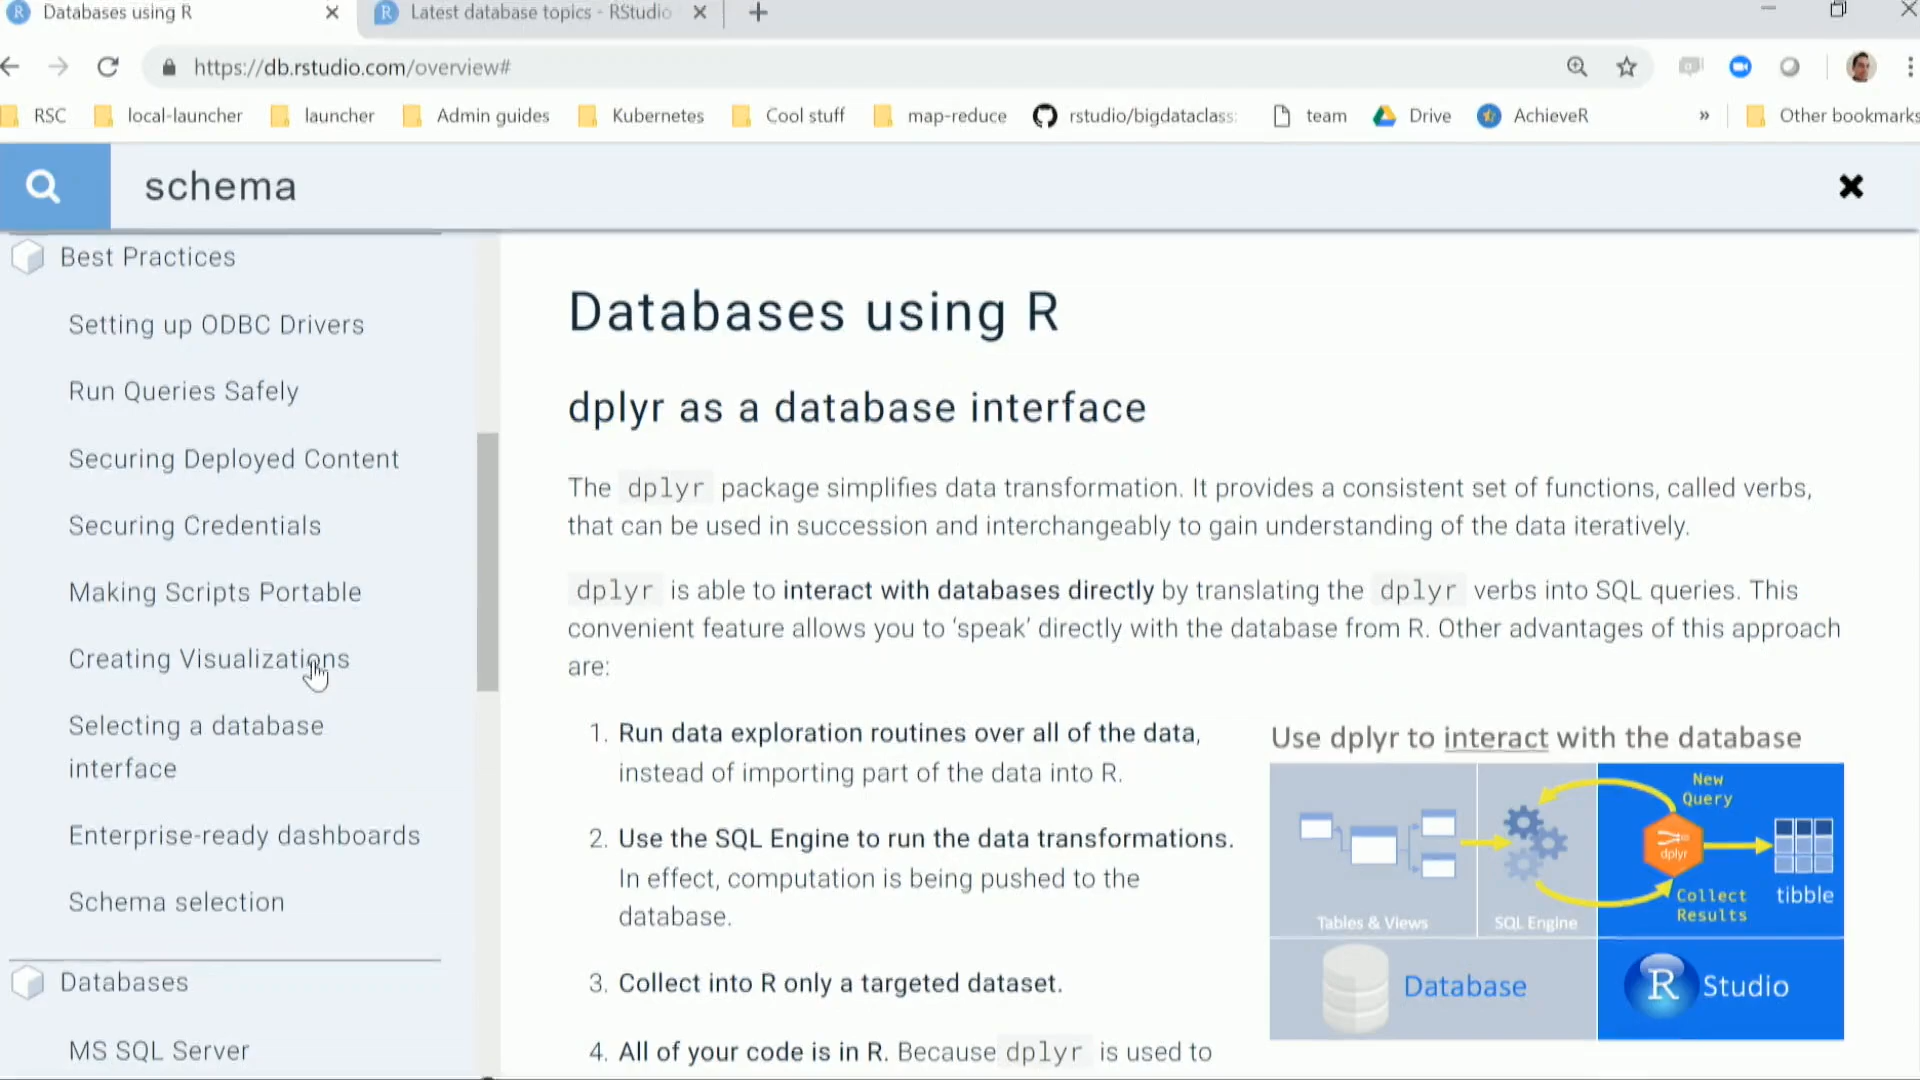 Databases using R
Latest database topics - RStudio
https://db.rstudio.com/overview#
RSC local-launcher launcher Admin guides Kubernetes Cool stuff map-reduce rstudio/bigdataclass: team Drive AchieveR » Other bookmarks
schema
Best Practices
Setting up ODBC Drivers
Run Queries Safely
Securing Deployed Content
Securing Credentials
Making Scripts Portable
Creating Visualizations
Selecting a database
interface
Enterprise-ready dashboards
Schema selection
Databases
MS SQL Server
Databases using R
dplyr as a database interface
The dplyr package simplifies data transformation. It provides a consistent set of functions, called verbs,
that can be used in succession and interchangeably to gain understanding of the data iteratively.
dplyr is able to interact with databases directly by translating the dplyr verbs into SQL queries. This
convenient feature allows you to ‘speak’ directly with the database from R. Other advantages of this approach
are:
1. Run data exploration routines over all of the data,
instead of importing part of the data into R.
2. Use the SQL Engine to run the data transformations.
In effect, computation is being pushed to the
database.
3. Collect into R only a targeted dataset.
4. All of your code is in R. Because dplyr is used to
Use dplyr to interact with the database
New
Query
dplyr
Collect
Results
tibble
Tables & Views
SQL Engine
Database
R Studio